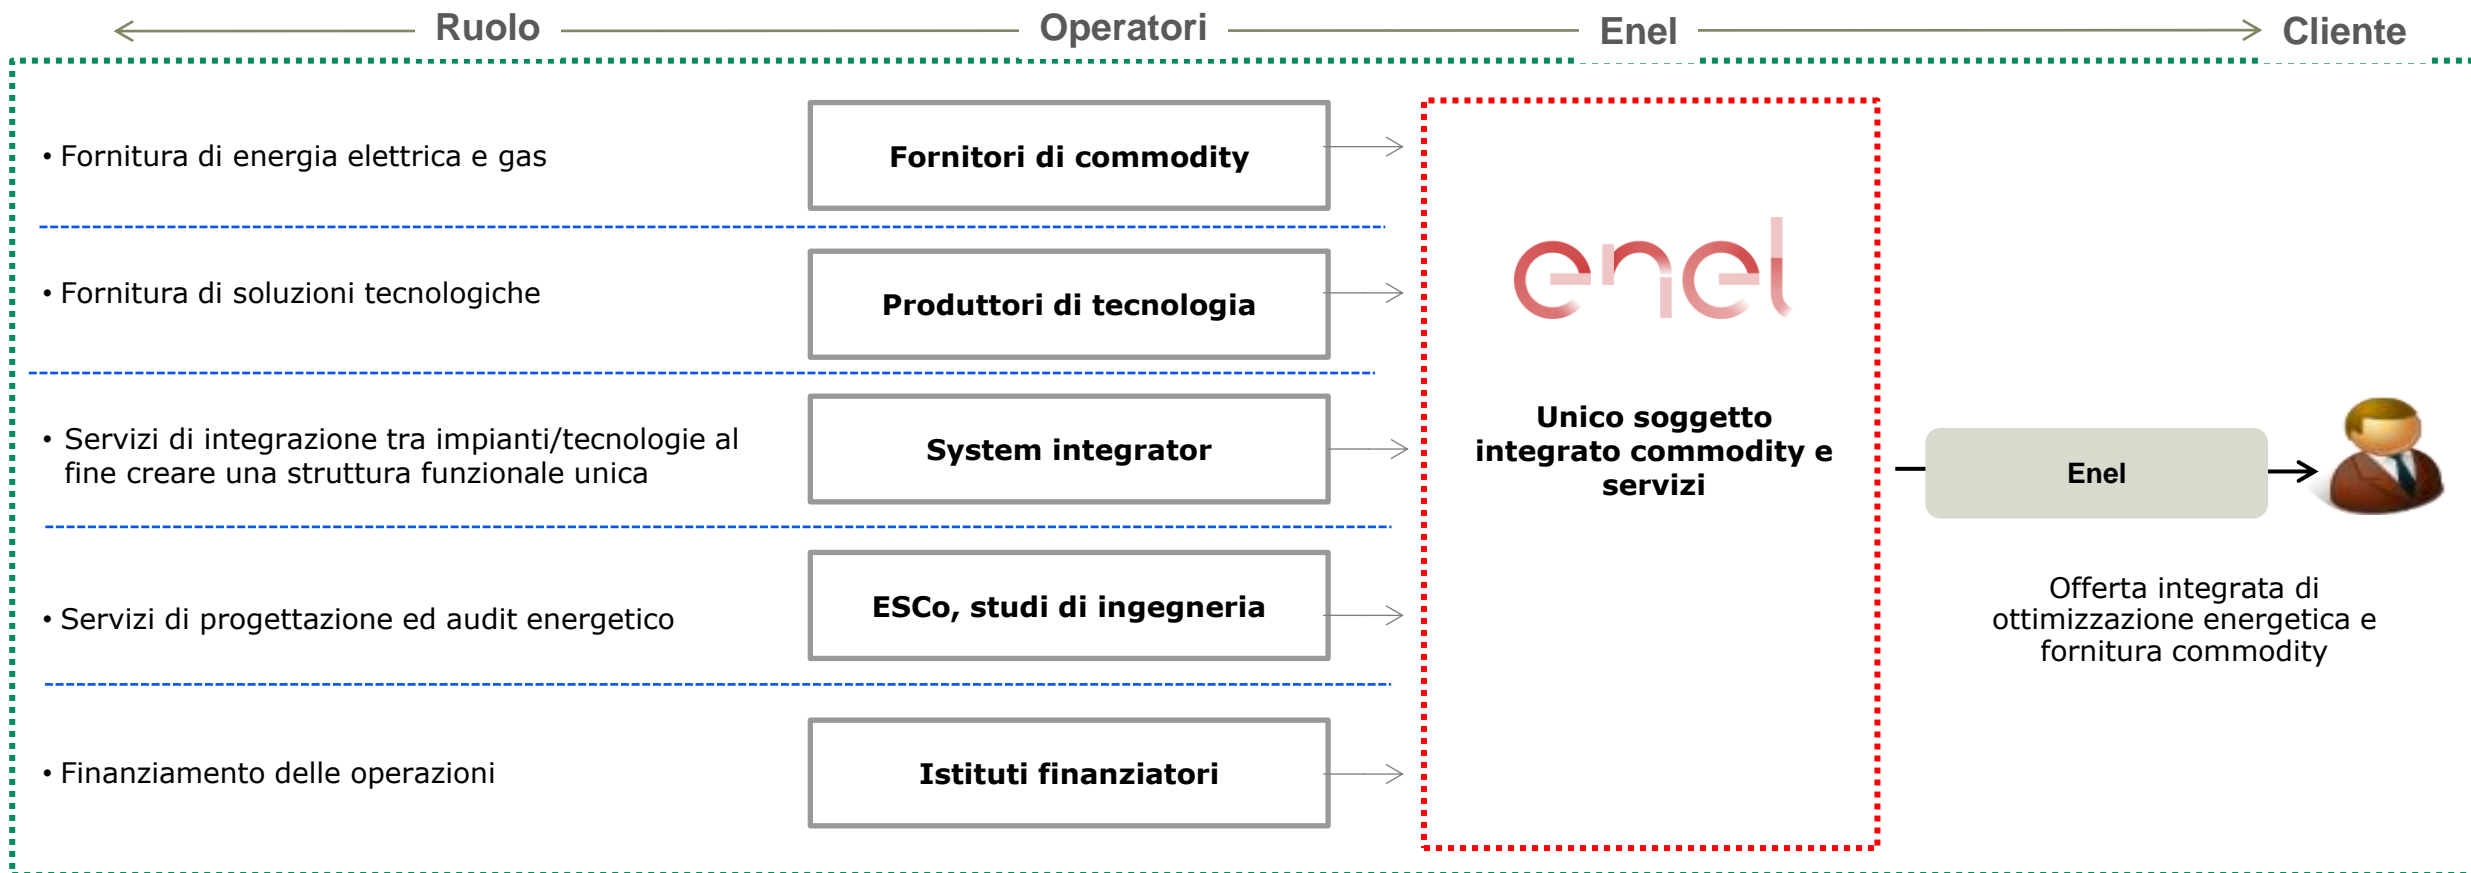 Ruolo
Operatori
Enel
Cliente
• Fornitura di energia elettrica e gas
Fornitori di commodity
• Fornitura di soluzioni tecnologiche
Produttori di tecnologia
• Servizi di integrazione tra impianti/tecnologie al
fine creare una struttura funzionale unica
System integrator
• Servizi di progettazione ed audit energetico
ESCo, studi di ingegneria
• Finanziamento delle operazioni
Istituti finanziatori
enel
Unico soggetto
integrato commodity e
servizi
Enel
Offerta integrata di
ottimizzazione energetica e
fornitura commodity